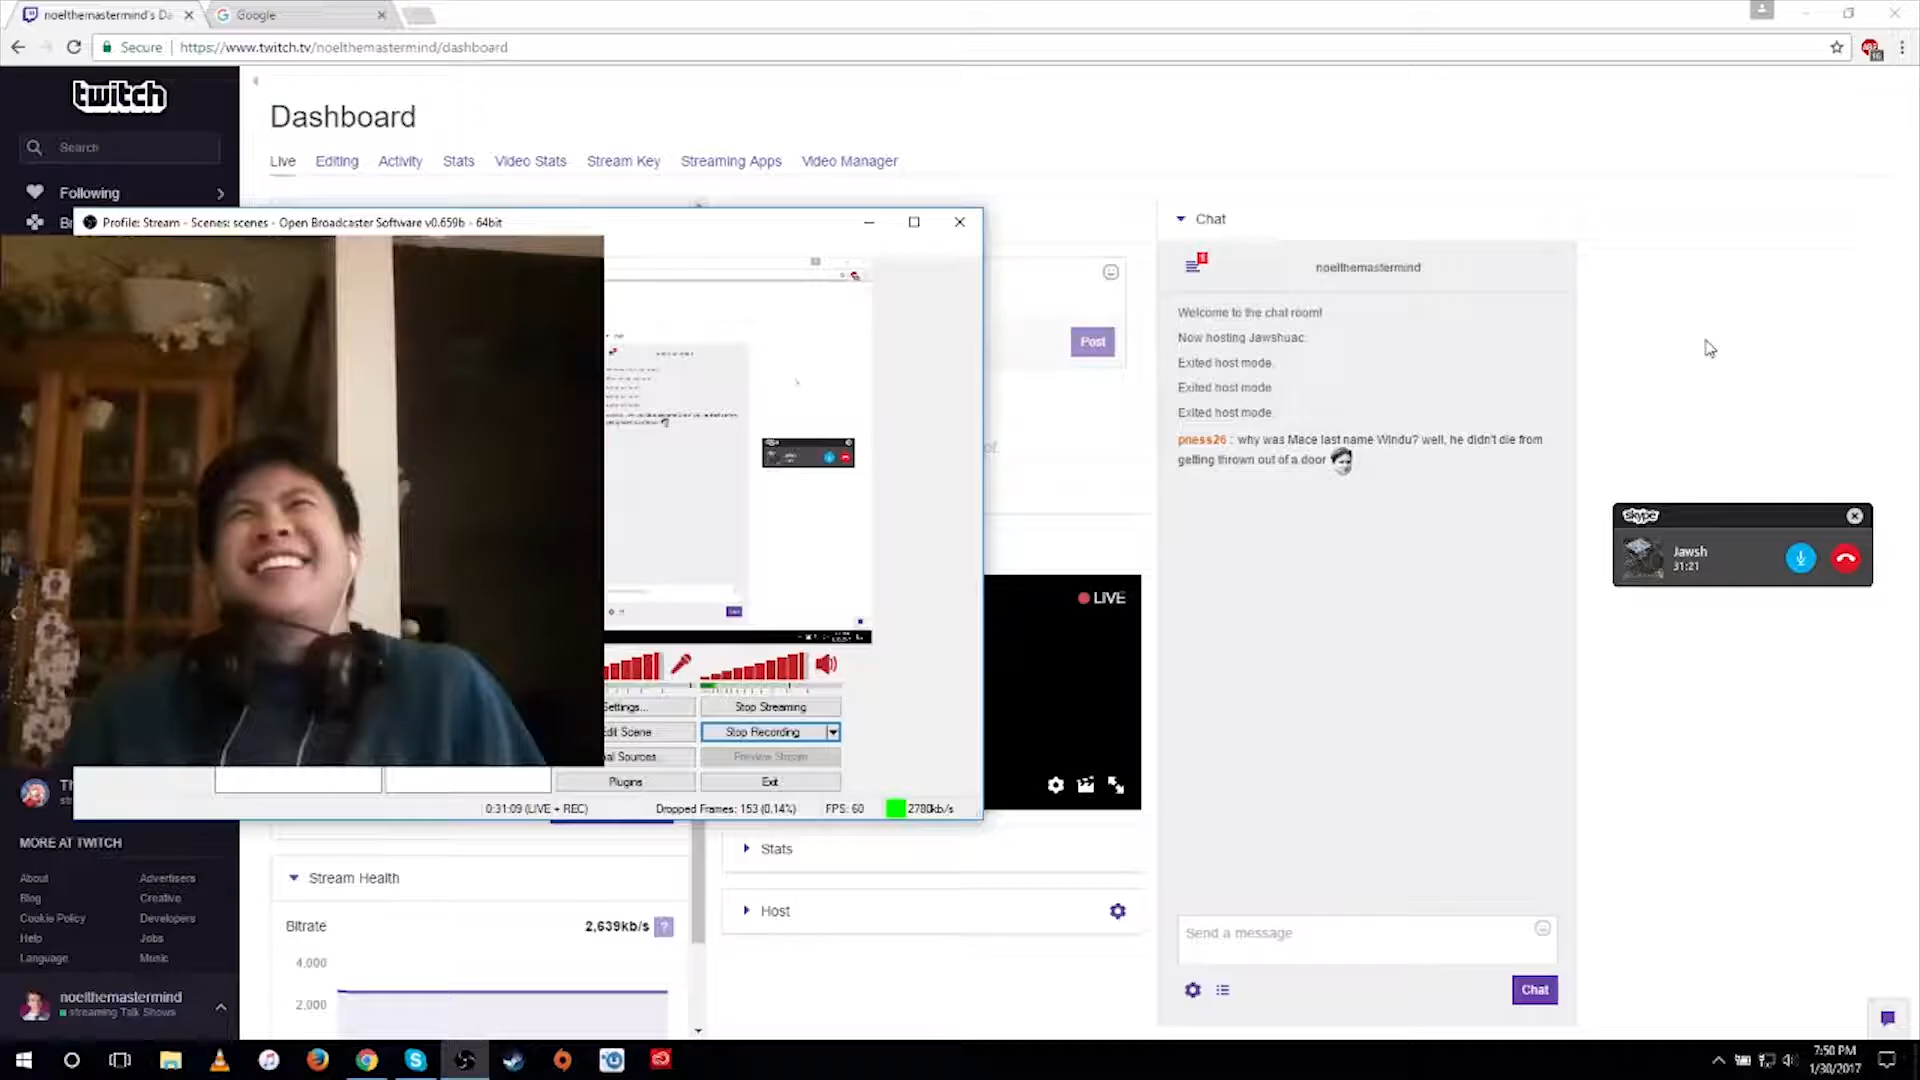 noelthemastermind's Da
Google
Secure
https://www.twitch.tv/noelthemastermind/dashboard
twitch
Search
Following
Dashboard
Live Editing Activity Stats Video Stats Stream Key Streaming Apps Video Manager
Profile: Stream - Scenes: scenes - Open Broadcaster Software v0.659b - 64bit
Settings...
Stop Streaming
Edit Scene
Stop Recording
Sources
Preview Stream
Plugins
Exit
0:31:09 (LIVE + REC)
Dropped Frames: 153 (0.14%)
FPS: 60
2780kb/s
Post
LIVE
Chat
noelthemastermind
Welcome to the chat room!
Now hosting Jawshuac.
Exited host mode.
Exited host mode.
Exited host mode.
pness26 : why was Mace last name Windu? well, he didn't die from
getting thrown out of a door
skype
Jawsh
31:21
MORE AT TWITCH
About Advertisers
Blog Creative
Cookie Policy Developers
Help Jobs
Language Music
noelthemastermind
streaming Talk Shows
Stream Health
Bitrate
2,639kb/s
?
4,000
2,000
Stats
Host
Send a message
Chat
7:50 PM
1/30/2017